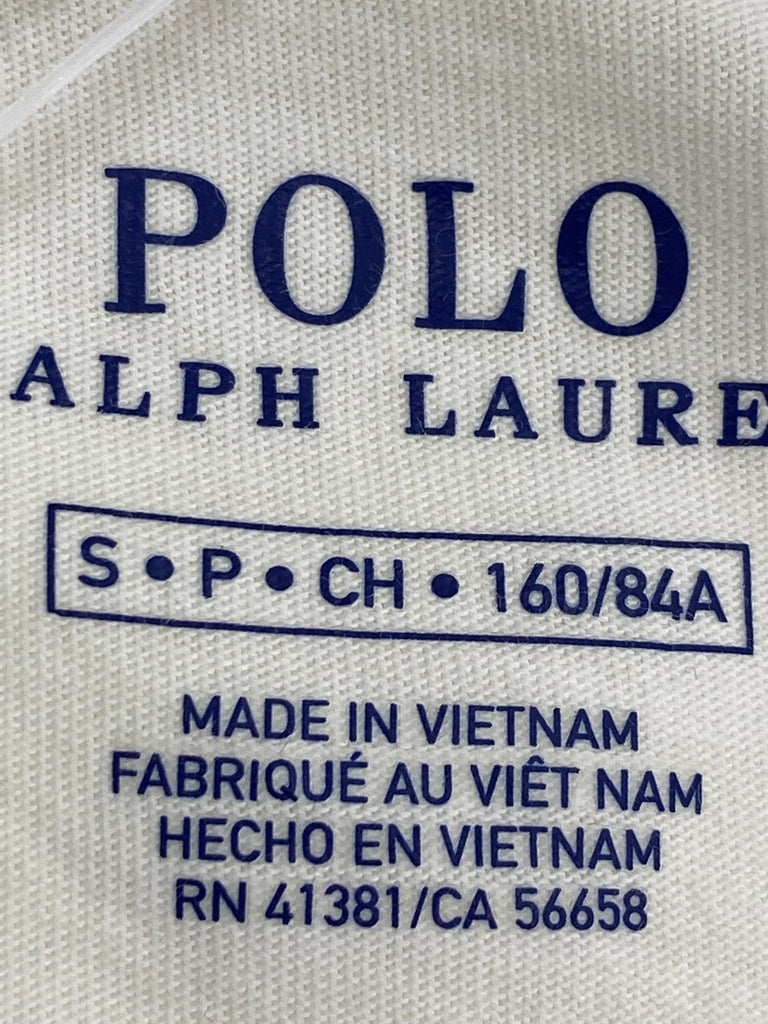 POLO
ALPH LAURE
S • P • CH • 160/84A
MADE IN VIETNAM
FABRIQUÉ AU VIÊT NAM
HECHO EN VIETNAM
RN 41381/CA 56658